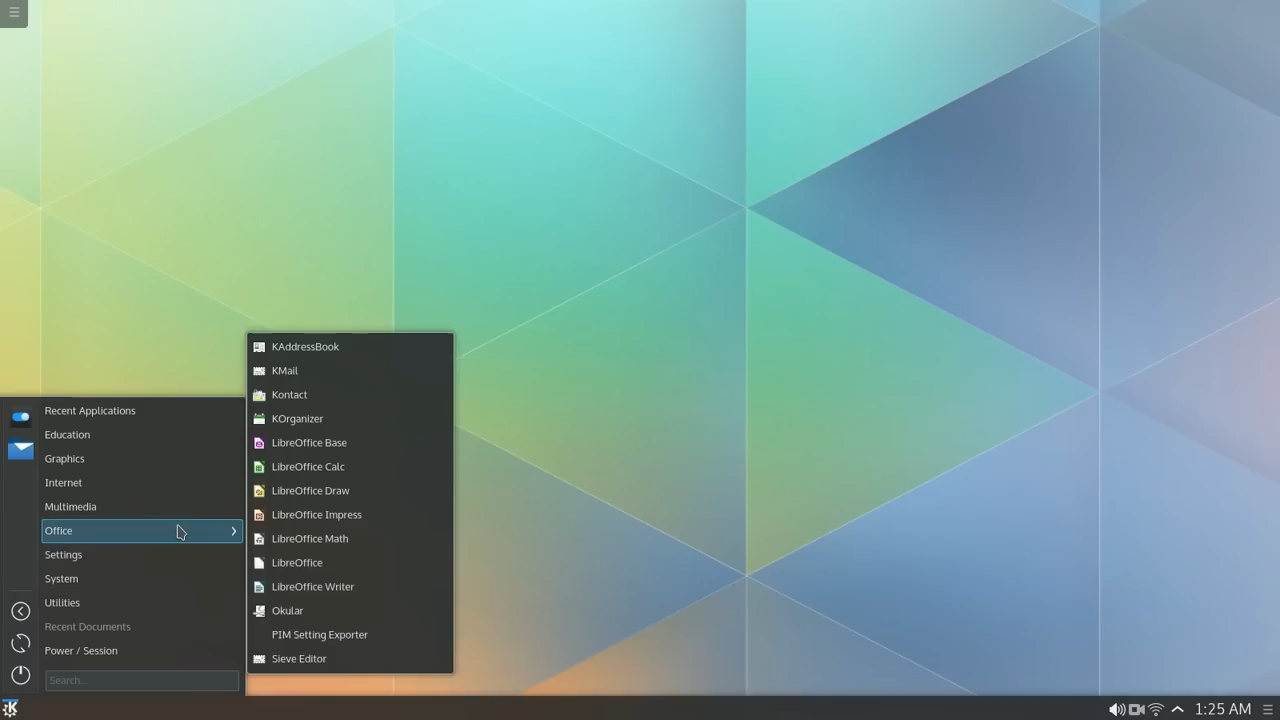 KAddressBook
KMail
Kontact
KOrganizer
LibreOffice Base
LibreOffice Calc
LibreOffice Draw
LibreOffice Impress
LibreOffice Math
LibreOffice
LibreOffice Writer
Okular
PIM Setting Exporter
Sieve Editor
Recent Applications
Education
Graphics
Internet
Multimedia
Office
Settings
System
Utilities
Recent Documents
Power / Session
Search...
1:25 AM